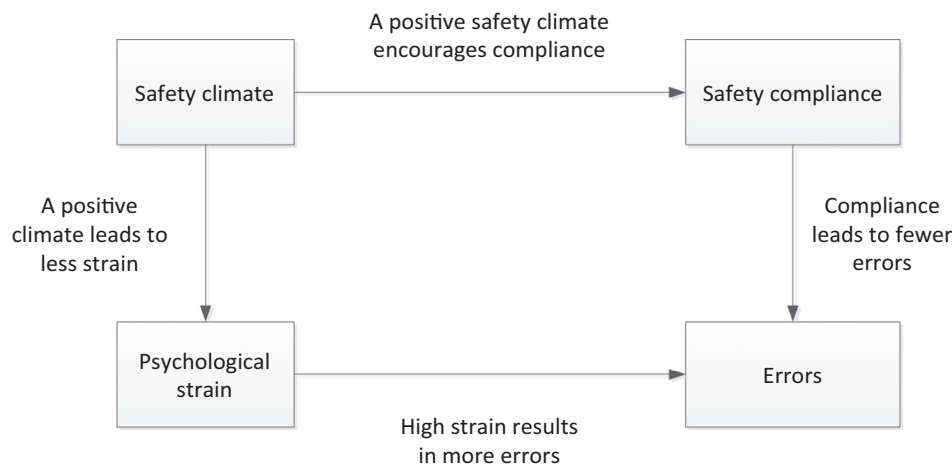 A positive safety climate
encourages compliance
Safety climate
Safety compliance
A positive
climate leads to
less strain
Compliance
leads to fewer
errors
Psychological
strain
Errors
High strain results
in more errors